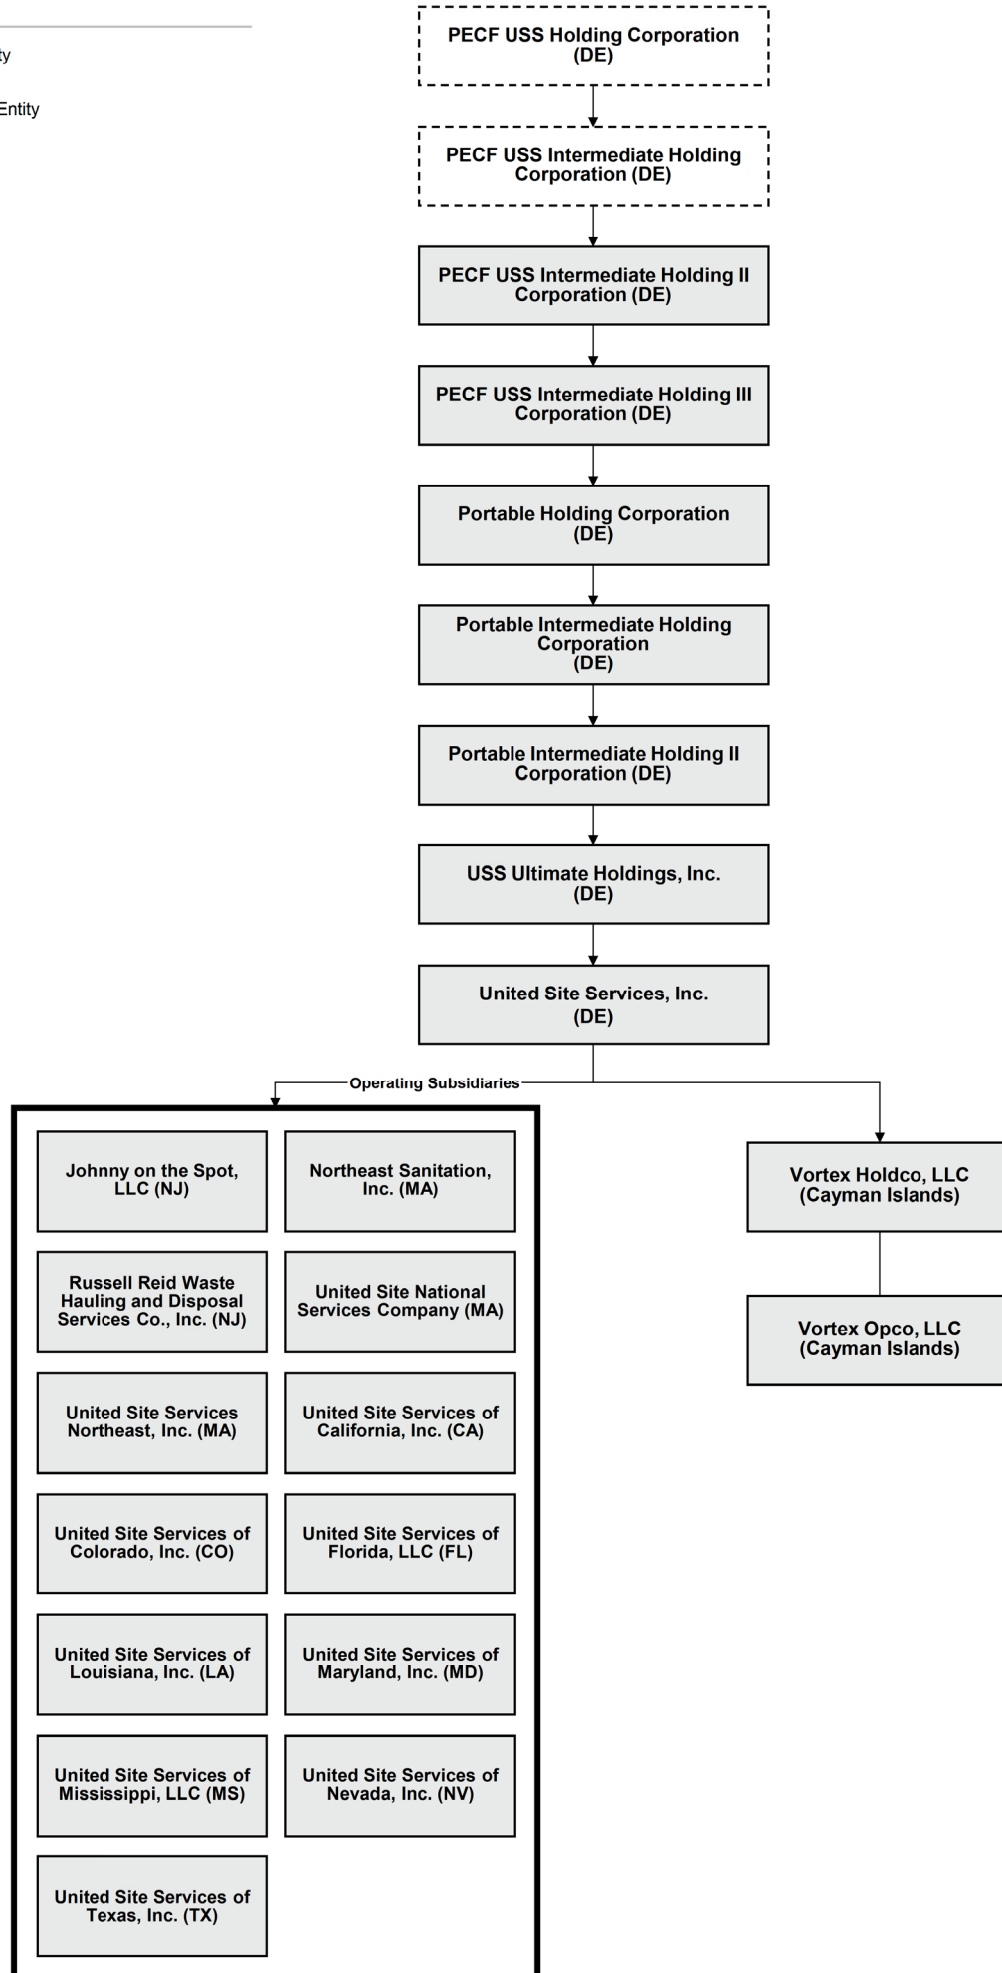 ty
Entity
PECF USS Holding Corporation
(DE)
PECF USS Intermediate Holding
Corporation (DE)
PECF USS Intermediate Holding II
Corporation (DE)
PECF USS Intermediate Holding III
Corporation (DE)
Portable Holding Corporation
(DE)
Portable Intermediate Holding
Corporation
(DE)
Portable Intermediate Holding II
Corporation (DE)
USS Ultimate Holdings, Inc.
(DE)
United Site Services, Inc.
(DE)
Operating Subsidiaries
Johnny on the Spot,
LLC (NJ)
Northeast Sanitation,
Inc. (MA)
Russell Reid Waste
Hauling and Disposal
Services Co., Inc. (NJ)
United Site National
Services Company (MA)
United Site Services
Northeast, Inc. (MA)
United Site Services of
California, Inc. (CA)
United Site Services of
Colorado, Inc. (CO)
United Site Services of
Florida, LLC (FL)
United Site Services of
Louisiana, Inc. (LA)
United Site Services of
Maryland, Inc. (MD)
United Site Services of
Mississippi, LLC (MS)
United Site Services of
Nevada, Inc. (NV)
United Site Services of
Texas, Inc. (TX)
Vortex Holdco, LLC
(Cayman Islands)
Vortex Opco, LLC
(Cayman Islands)